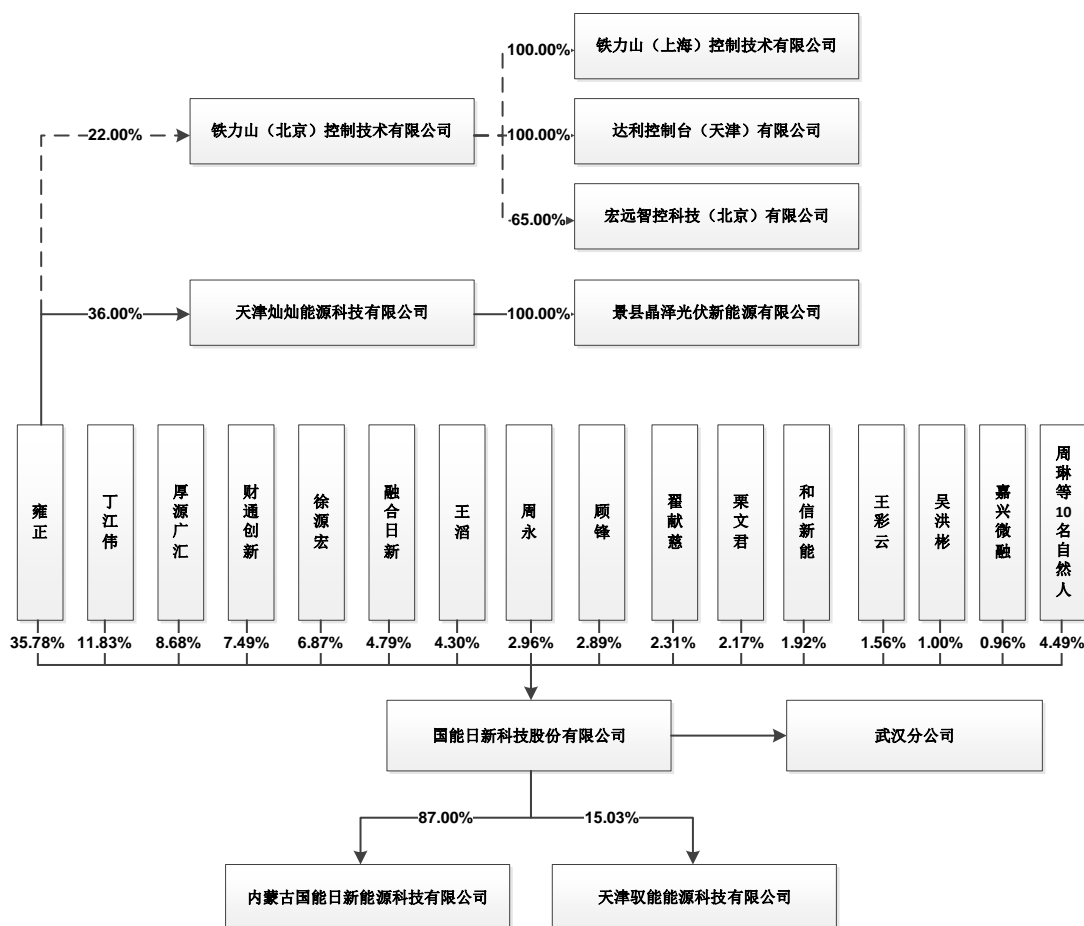 铁力山（上海）控制技术有限公司
100.00%
铁力山（北京）控制技术有限公司
22.00%
100.00%
达利控制台（天津）有限公司
65.00%
宏远智控科技（北京）有限公司
36.00%
天津灿灿能源科技有限公司
100.00%
景县晶泽光伏新能源有限公司
雍正
丁江伟
厚源广汇
财通创新
徐源宏
融合日新
王滔
周永
顾锋
翟献慈
栗文君
和信新能
王彩云
吴洪彬
嘉兴微融
周琳等10名自然人
35.78%
11.83%
8.68%
7.49%
6.87%
4.79%
4.30%
2.96%
2.89%
2.31%
2.17%
1.92%
1.56%
1.00%
0.96%
4.49%
国能日新科技股份有限公司
武汉分公司
87.00%
15.03%
内蒙古国能日新能源科技有限公司
天津驭能能源科技有限公司